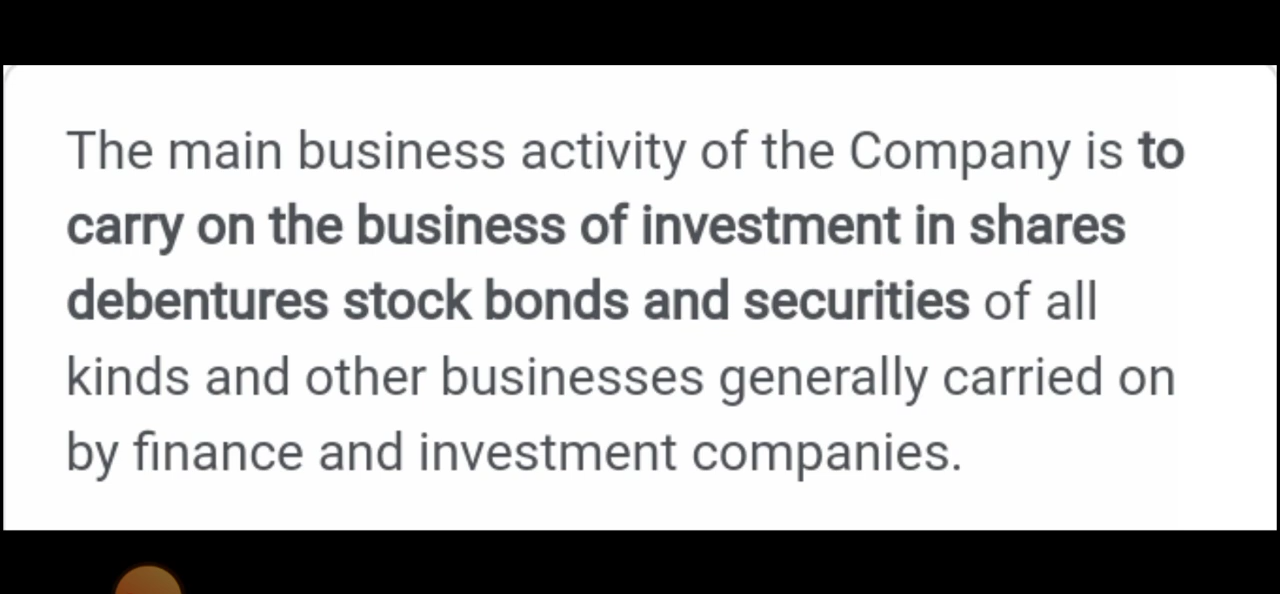 The main business activity of the Company is to
carry on the business of investment in shares
debentures stock bonds and securities of all
kinds and other businesses generally carried on
by finance and investment companies.